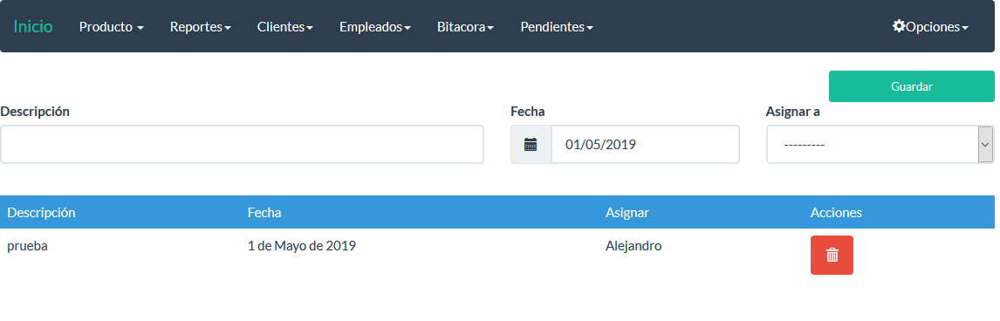 Inicio Producto Reportes Clientes Empleados Bitacora Pendientes Opciones
Guardar
Descripción Fecha Asignar a
01/05/2019 ---------
Descripción Fecha Asignar Acciones
prueba 1 de Mayo de 2019 Alejandro